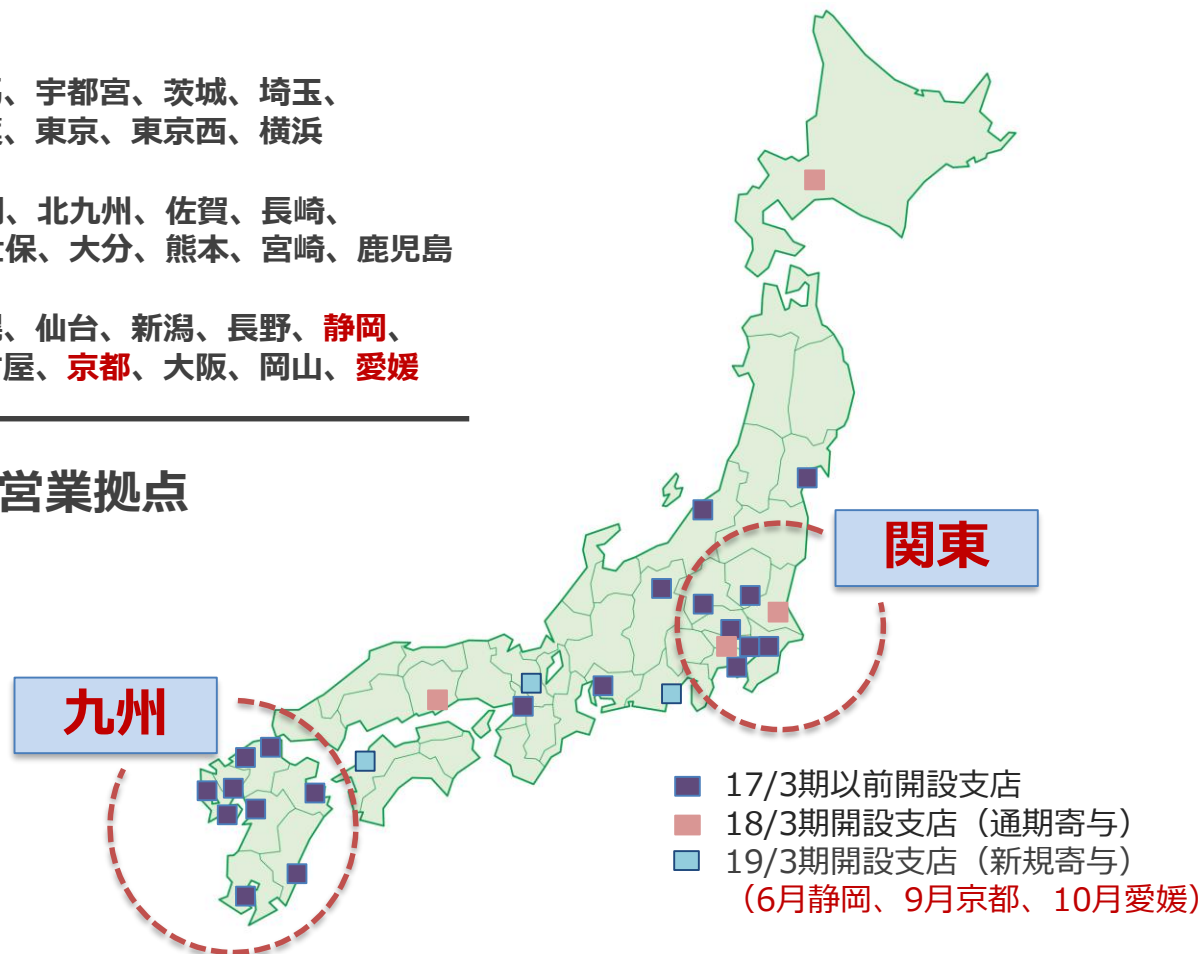 、宇都宮、茨城、埼玉、
、東京、東京西、横浜
、北九州、佐賀、長崎、
保、大分、熊本、宮崎、鹿児島
、仙台、新潟、長野、静岡、
屋、京都、大阪、岡山、愛媛
営業拠点
関東
九州
17/3期以前開設支店
18/3期開設支店（通期寄与）
19/3期開設支店（新規寄与）
（6月静岡、9月京都、10月愛媛）